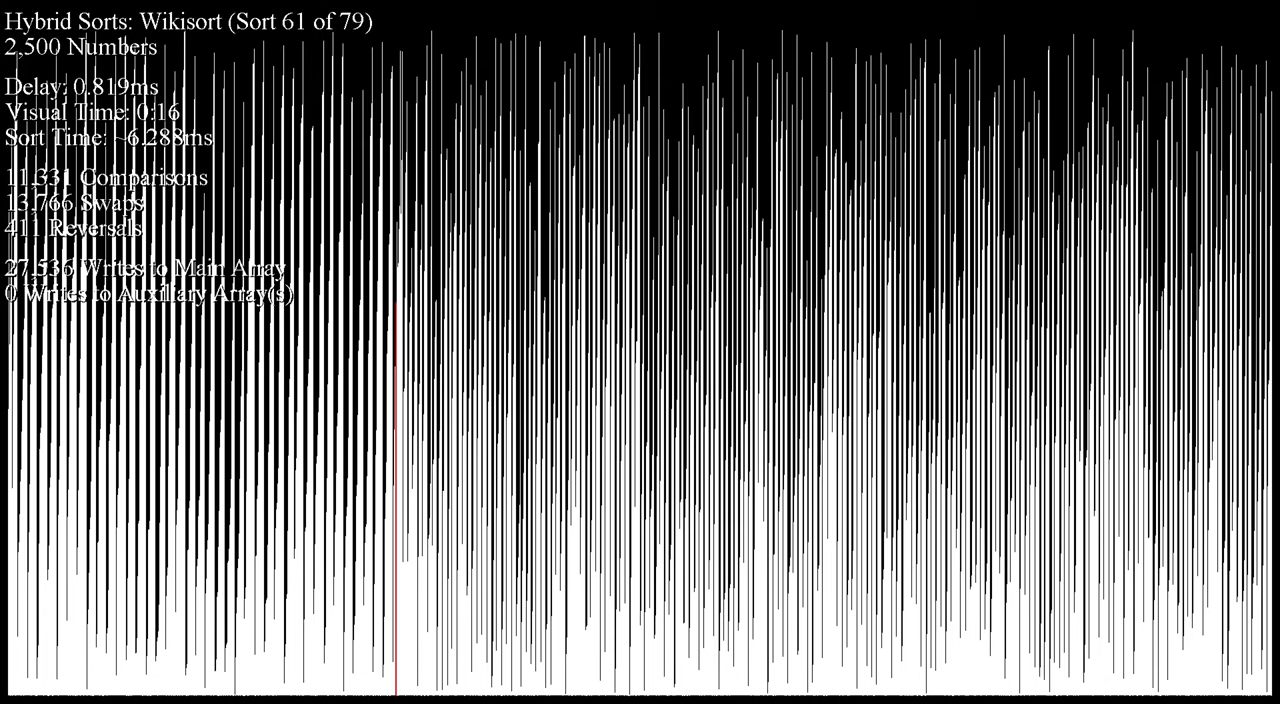 Hybrid Sorts: Wikisort (Sort 61 of 79)
2,500 Numbers
Delay: 0.819ms
Visual Time: 0:16
Sort Time: ~6.288ms
11,331 Comparisons
13,766 Swaps
411 Reversals
27,536 Writes to Main Array
0 Writes to Auxiliary Array(s)